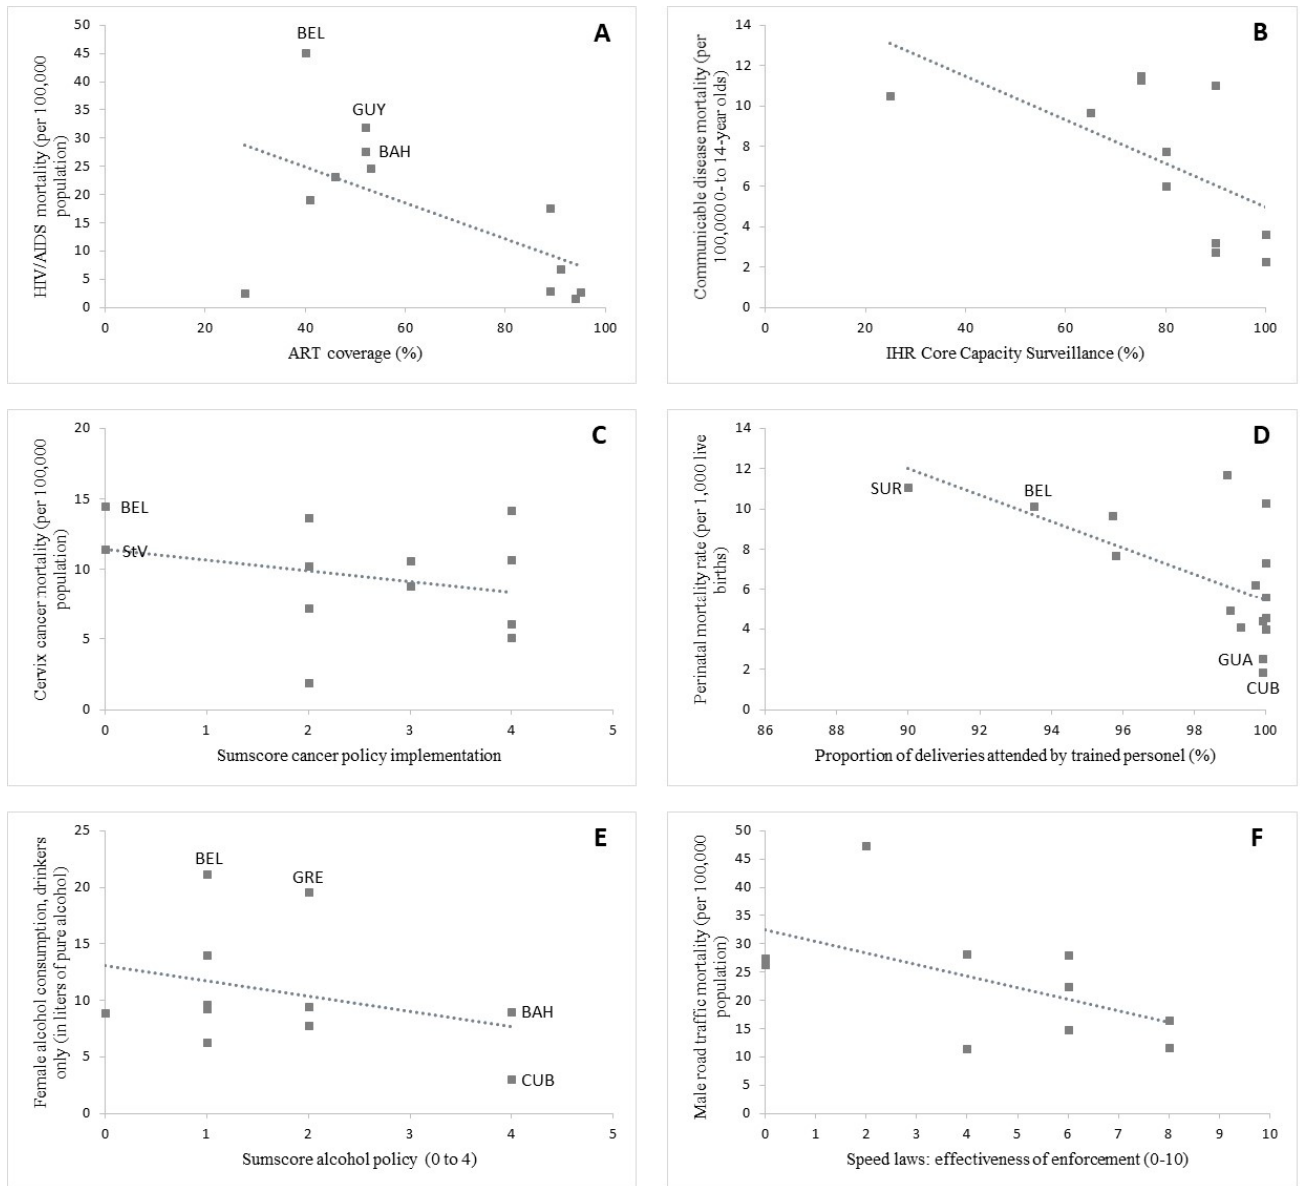 A
HIV/AIDS mortality (per 100,000
population)
50
45
40
35
30
25
20
15
10
5
0
BEL
GUY
BAH
0 20 40 60 80 100
ART coverage (%)
B
Communicable disease mortality (per
100,000 0- to 14-year olds)
14
12
10
8
6
4
2
0
0 20 40 60 80 100
IHR Core Capacity Surveillance (%)
C
Cervix cancer mortality (per 100,000
population)
20
15
10
5
0
BEL
StV
0 1 2 3 4 5
Sumscore cancer policy implementation
D
Perinatal mortality rate (per 1,000 live
births)
14
12
10
8
6
4
2
0
SUR
BEL
GUA
CUB
86 88 90 92 94 96 98 100
Proportion of deliveries attended by trained personel (%)
E
Female alcohol consumption, drinkers
only (in liters of pure alcohol)
25
20
15
10
5
0
BEL
GRE
BAH
CUB
0 1 2 3 4 5
Sumscore alcohol policy (0 to 4)
F
Male road traffic mortality (per 100,000
population)
50
45
40
35
30
25
20
15
10
5
0
0 1 2 3 4 5 6 7 8 9 10
Speed laws: effectiveness of enforcement (0-10)